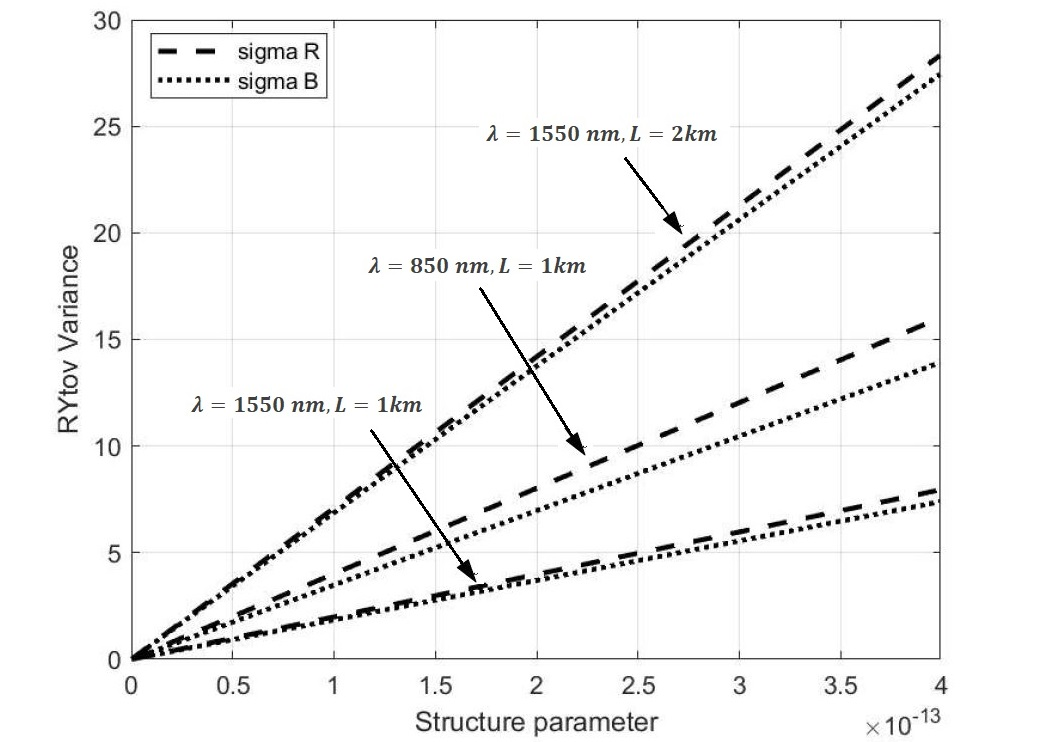 30
sigma R
sigma B
25
λ = 1550 nm, L = 2km
20
λ = 850 nm, L = 1km
15
RYtov Variance
λ = 1550 nm, L = 1km
10
5
0
0 0.5 1 1.5 2 2.5 3 3.5 4
Structure parameter
×10⁻¹³